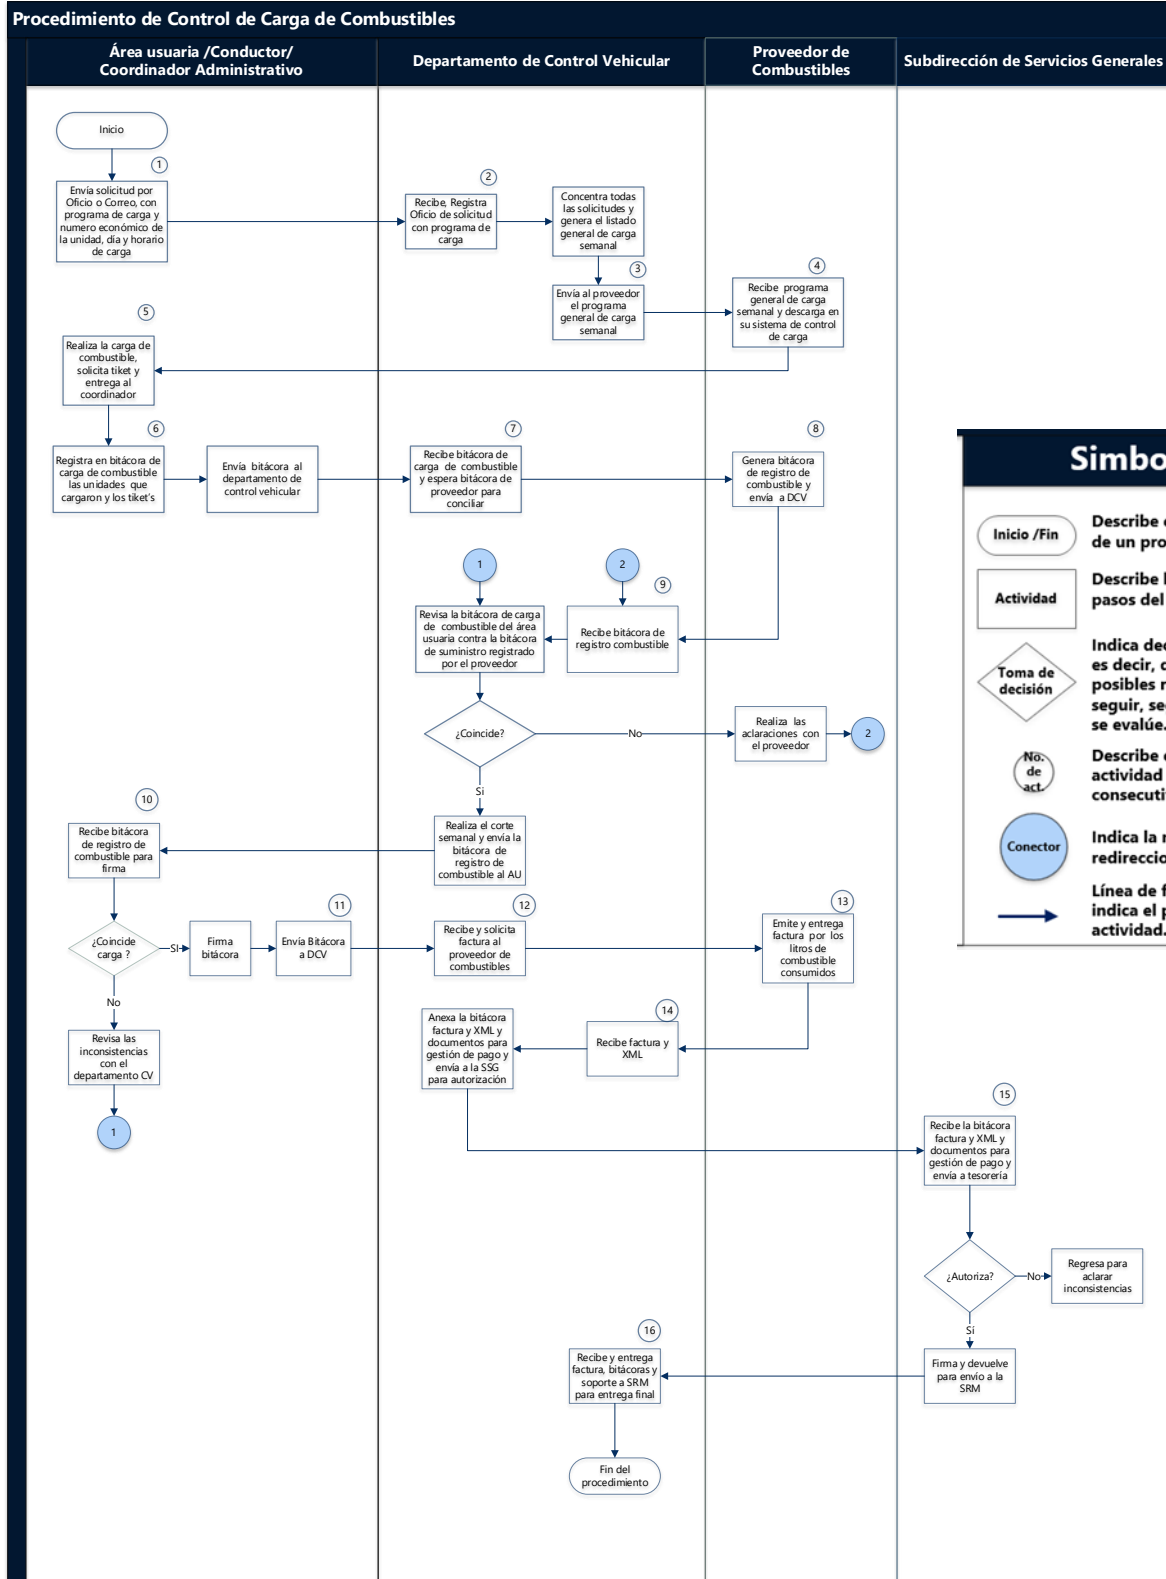 Procedimiento de Control de Carga de Combustibles
Área usuaria /Conductor/
Coordinador Administrativo
Departamento de Control Vehicular
Proveedor de
Combustibles
Subdirección de Servicios Generales
Inicio
1
Envía solicitud por
Oficio o Correo, con
programa de carga y
numero económico de
la unidad, día y horario
de carga
2
Recibe, Registra
Oficio de solicitud
con programa de
carga
Concentra todas
las solicitudes y
genera el listado
general de carga
semanal
3
Envía al proveedor
el programa
general de carga
semanal
4
Recibe programa
general de carga
semanal y descarga en
su sistema de control
de carga
5
Realiza la carga de
combustible,
solicita tiket y
entrega al
coordinador
6
Registra en bitácora de
carga de combustible
las unidades que
cargaron y los tiket's
Envía bitácora al
departamento de
control vehicular
7
Recibe bitácora de
carga de combustible
y espera bitácora de
proveedor para
conciliar
8
Genera bitácora
de registro de
combustible y
envía a DCV
1
2
9
Revisa la bitácora de carga
de combustible del área
usuaria contra la bitácora
de suministro registrado
por el proveedor
Recibe bitácora de
registro combustible
¿Coincide?
No
Realiza las
aclaraciones con
el proveedor
2
Si
10
Recibe bitácora
de registro de
combustible para
firma
Realiza el corte
semanal y envía la
bitácora de
registro de
combustible al AU
¿Coincide
carga ?
SI
Firma
bitácora
11
Envía Bitácora
a DCV
12
Recibe y solicita
factura al
proveedor de
combustibles
13
Emite y entrega
factura por los
litros de
combustible
consumidos
No
Revisa las
inconsistencias
con el
departamento CV
1
Anexa la bitácora
factura y XML y
documentos para
gestión de pago y
envía a la SSG
para autorización
14
Recibe factura y
XML
15
Recibe la bitácora
factura y XML y
documentos para
gestión de pago y
envía a tesorería
¿Autoriza?
No
Regresa para
aclarar
inconsistencias
Sí
Firma y devuelve
para envío a la
SRM
16
Recibe y entrega
factura, bitácoras y
soporte a SRM
para entrega final
Fin del
procedimiento
Simbo
Inicio /Fin
Describe
de un pro
Actividad
Describe
pasos del
Toma de
decisión
Indica
es decir,
posibles
seguir,
se evalúe.
No.
de
act.
Describe
actividad
Conector
Indica la
Línea de
indica el
actividad.